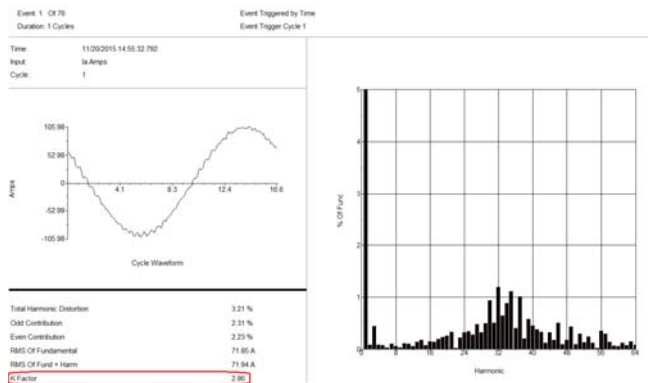 Event 1 Of 76
Event Triggered by Time
Duration: 1 Cycles
Event Trigger Cycle 1
Time: 11/20/2015 14:55:32.792
Input: Ia Amps
Cycle: 1
105.98
52.99
0
-52.99
-105.98
Amps
4.1 8.3 12.4 16.6
Cycle Waveform
Total Harmonic Distortion 3.21 %
Odd Contribution 2.31 %
Even Contribution 2.23 %
RMS Of Fundamental 71.85 A
RMS Of Fund + Harm 71.94 A
K Factor 2.86
5
4
3
2
1
% Of Fund
0 8 16 24 32 40 48 56 64
Harmonic